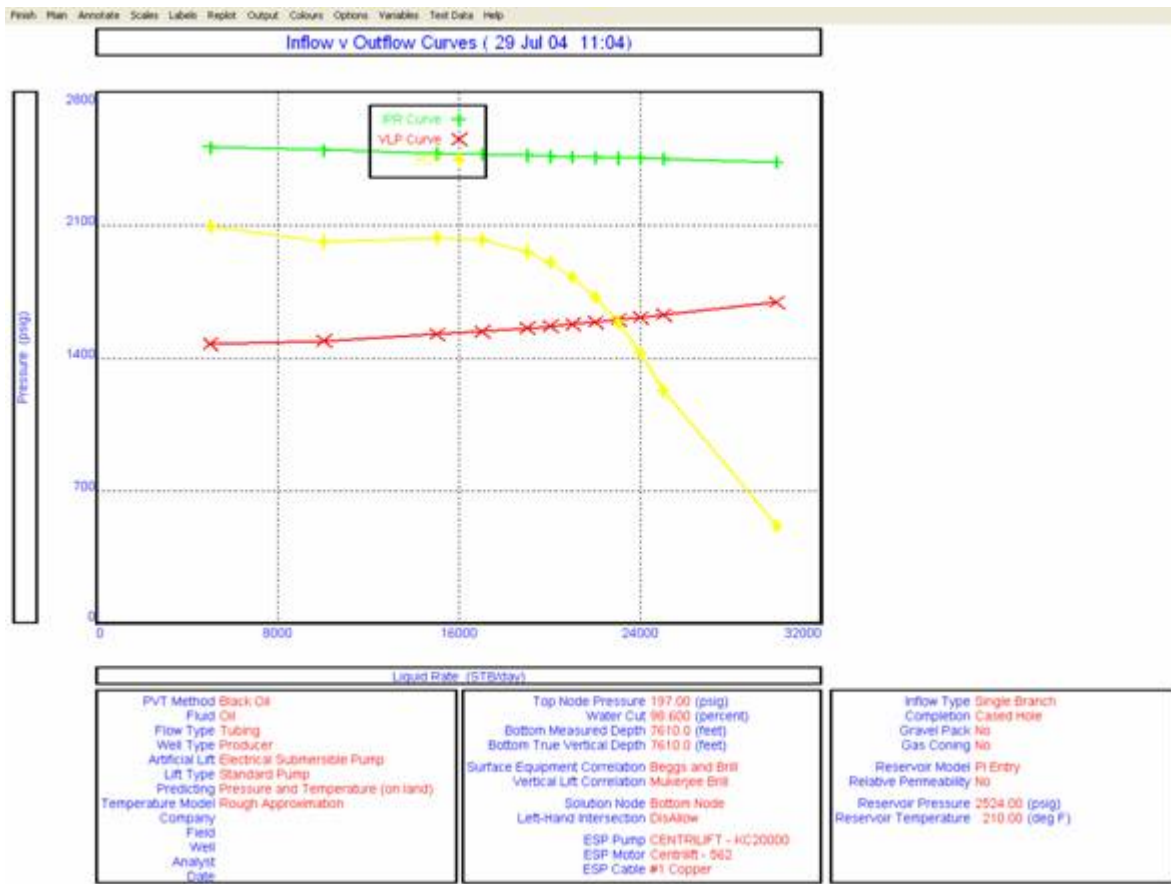 Finish Main Annotate Scales Labels Replot Output Colours Options Variables Test Data Help
Inflow v Outflow Curves ( 29 Jul 04 11:04)
Pressure (psig)
2800
2100
1400
700
0
IPR Curve
VLP Curve
0 8000 16000 24000 32000
Liquid Rate (STB/day)
PVT Method Black Oil
Fluid Oil
Flow Type Tubing
Well Type Producer
Artificial Lift Electrical Submersible Pump
Lift Type Standard Pump
Predicting Pressure and Temperature (on land)
Temperature Model Rough Approximation
Company
Field
Well
Analyst
Date
Top Node Pressure 197.00 (psig)
Water Cut 98.600 (percent)
Bottom Measured Depth 7610.0 (feet)
Bottom True Vertical Depth 7610.0 (feet)
Surface Equipment Correlation Beggs and Brill
Vertical Lift Correlation Mukerjee Brill
Solution Node Bottom Node
Left-Hand Intersection DisAllow
ESP Pump CENTRILIFT - KC20000
ESP Motor Centrilift - 562
ESP Cable #1 Copper
Inflow Type Single Branch
Completion Cased Hole
Gravel Pack No
Gas Coning No
Reservoir Model PI Entry
Relative Permeability No
Reservoir Pressure 2524.00 (psig)
Reservoir Temperature 210.00 (deg F)